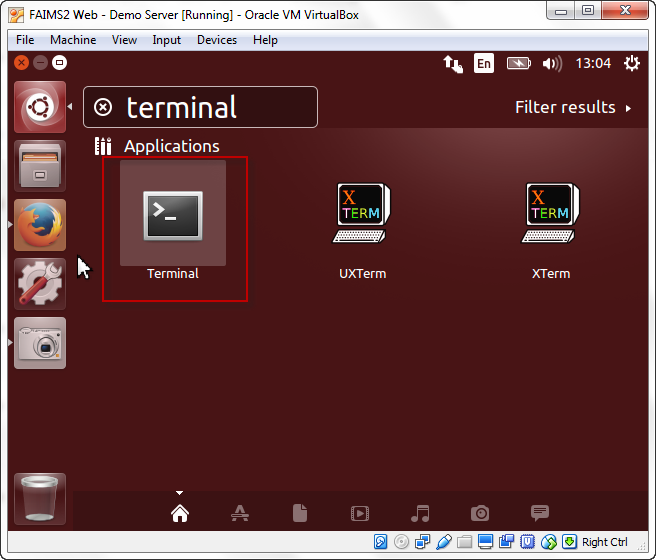 FAIMS2 Web - Demo Server [Running] - Oracle VM VirtualBox
File Machine View Input Devices Help
En 13:04
terminal
Filter results
Applications
>_
X TERM
X TERM
Terminal UXTerm XTerm
Right Ctrl